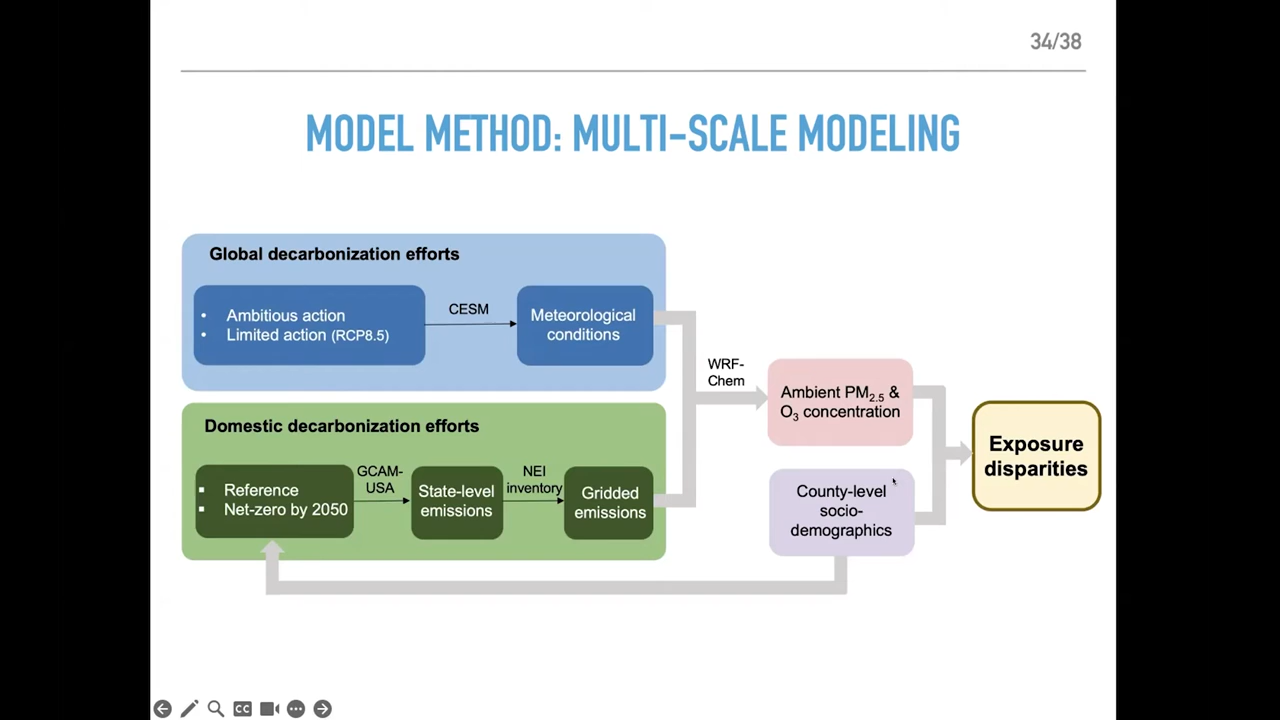 34/38
MODEL METHOD: MULTI-SCALE MODELING
Global decarbonization efforts
• Ambitious action
• Limited action (RCP8.5)
CESM
Meteorological
conditions
Domestic decarbonization efforts
▪ Reference
▪ Net-zero by 2050
GCAM-
USA
State-level
emissions
NEI
inventory
Gridded
emissions
WRF-
Chem
Ambient PM2.5 &
O3 concentration
County-level
socio-
demographics
Exposure
disparities
CC